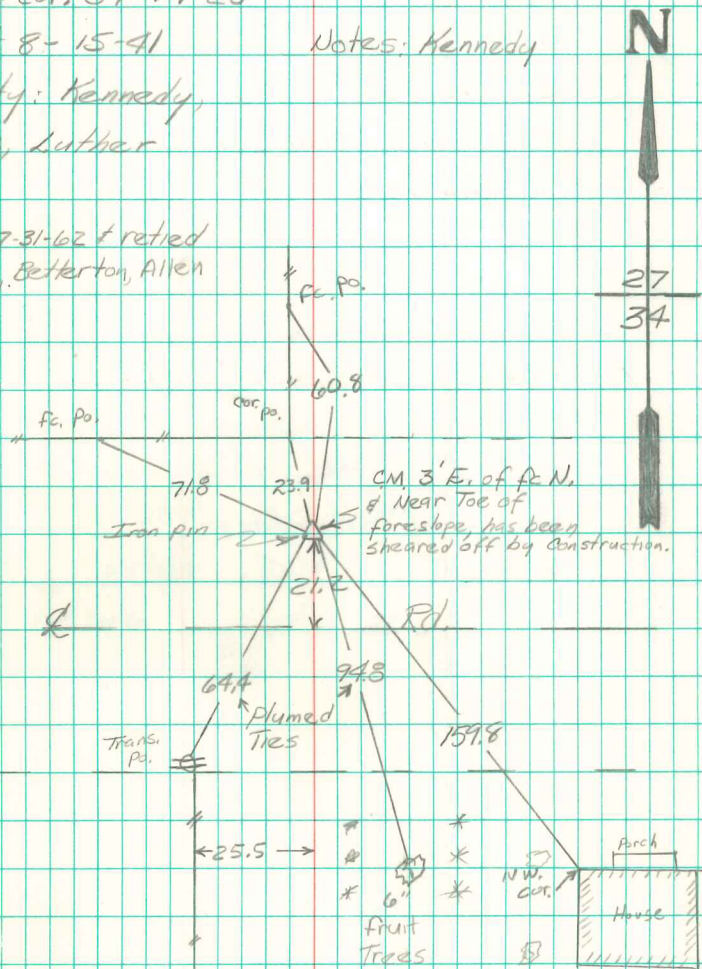 8-15-41
Notes: Kennedy
N
Kennedy,
Luther
7-31-62 & retied
Betterton, Allen
27
34
fc. po.
60.8
cor. po.
fc. po.
71.8
23.9
CM, 3' E. of fc N.
& Near Toe of
foreslope, has been
sheared off by Construction.
Iron pin
21.2
℄
Rd.
64.4
94.8
Plumed
Ties
159.8
Trans.
po.
25.5
Porch
N.W.
cor.
House
6"
fruit
Trees